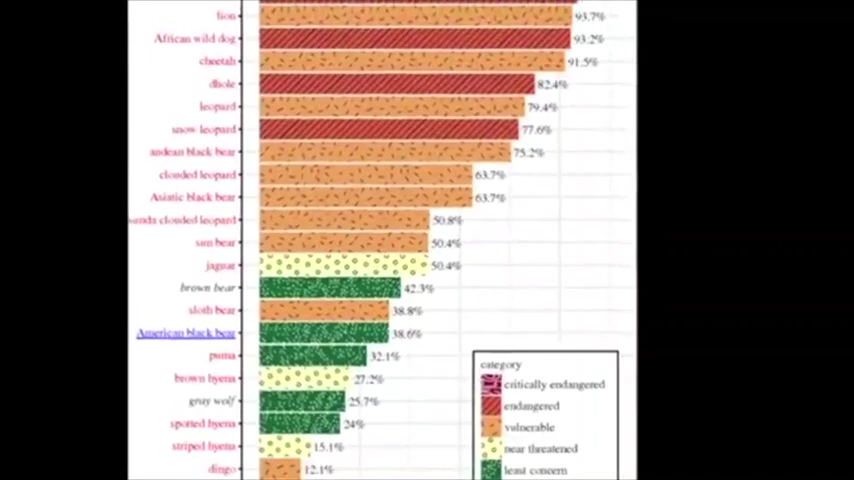 lion 93.7%
African wild dog 93.2%
cheetah 91.5%
dhole 82.4%
leopard 79.4%
snow leopard 77.6%
andean black bear 75.2%
clouded leopard 63.7%
Asiatic black bear 63.7%
sunda clouded leopard 50.8%
sun bear 50.4%
jaguar 50.4%
brown bear 42.3%
sloth bear 38.8%
American black bear 38.6%
puma 32.1%
brown hyena 27.2%
gray wolf 25.7%
spotted hyena 24%
striped hyena 15.1%
dingo 12.1%
category
critically endangered
endangered
vulnerable
near threatened
least concern